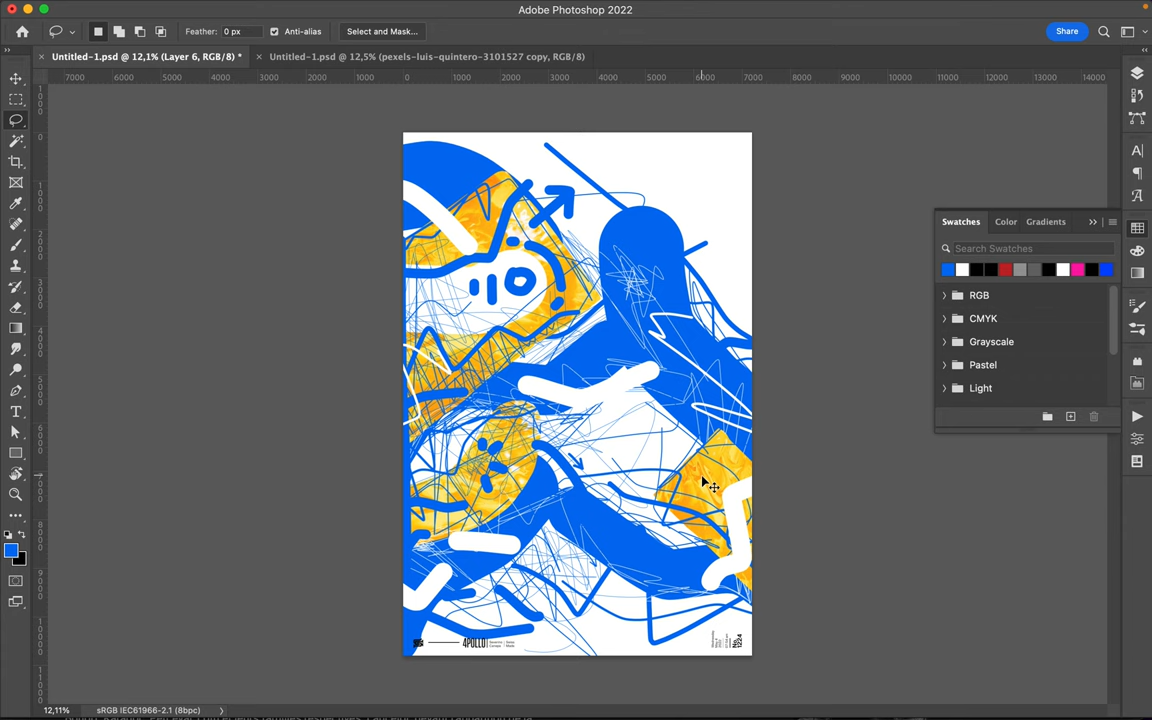 Adobe Photoshop 2022
Feather: 0 px Anti-alias Select and Mask... Share
Untitled-1.psd @ 12,1% (Layer 6, RGB/8) * Untitled-1.psd @ 12,5% (pexels-luis-quintero-3101527 copy, RGB/8)
7000 6000 5000 4000 3000 2000 1000 0 1000 2000 3000 4000 5000 6000 7000 8000 9000 10000 11000 12000 13000 14000
Swatches Color Gradients
Search Swatches
RGB
CMYK
Grayscale
Pastel
Light
4POLLO
No. 1224
12,11% sRGB IEC61966-2.1 (8bpc)